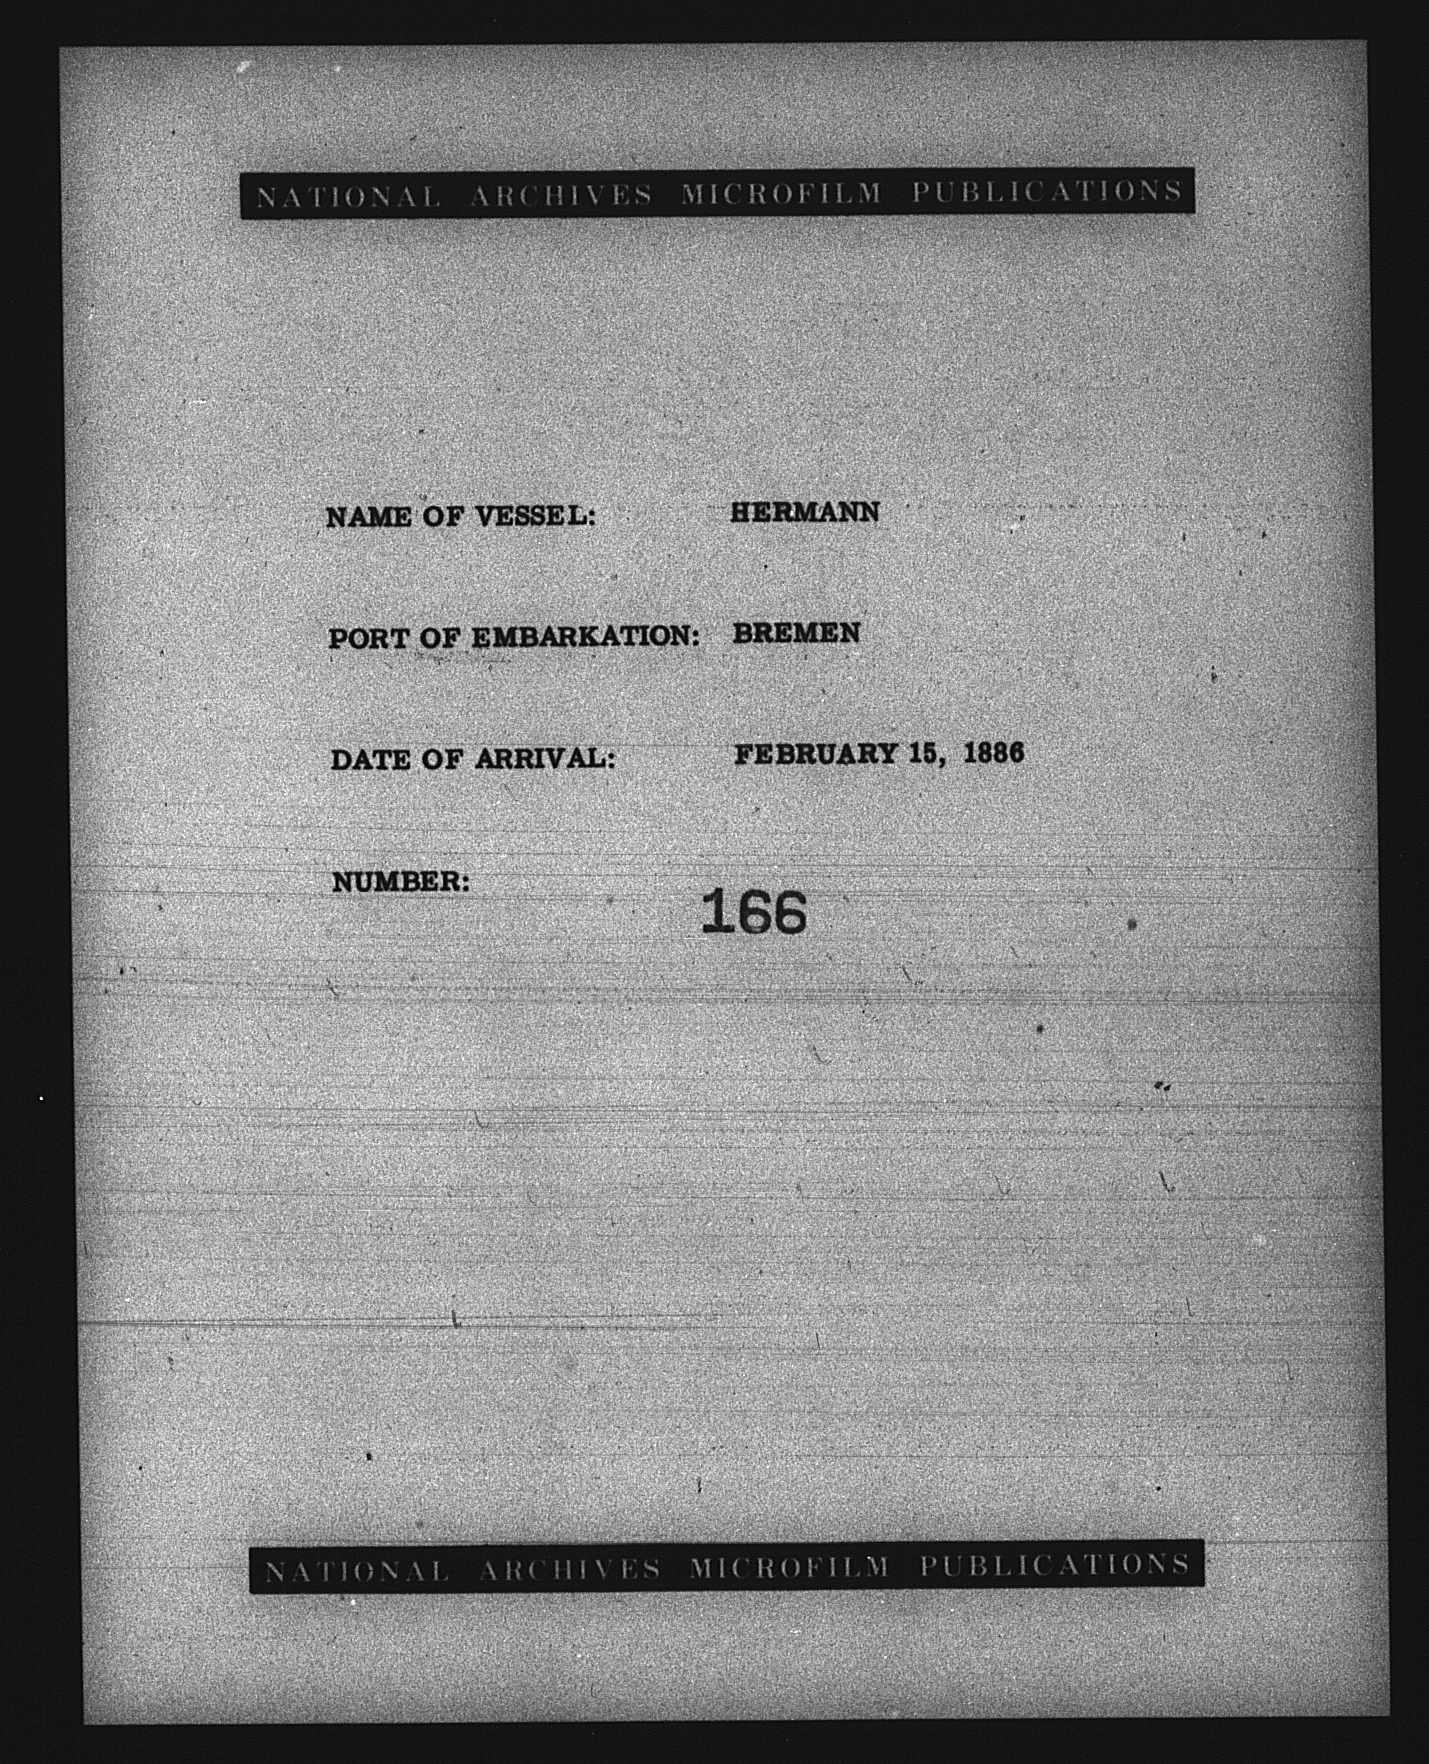 NATIONAL ARCHIVES MICROFILM PUBLICATIONS
NAME OF VESSEL: HERMANN
PORT OF EMBARKATION: BREMEN
DATE OF ARRIVAL: FEBRUARY 15, 1886
NUMBER: 166
NATIONAL ARCHIVES MICROFILM PUBLICATIONS